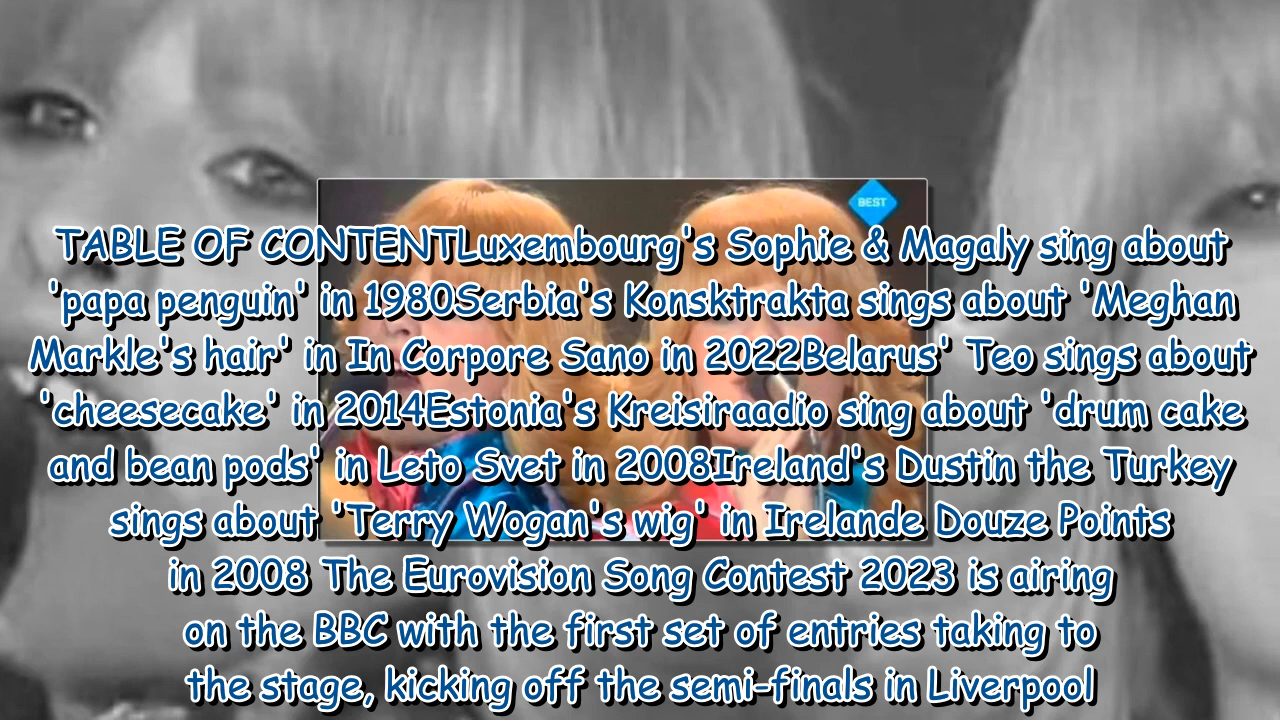 BEST
TABLE OF CONTENTLuxembourg's Sophie & Magaly sing about
'papa penguin' in 1980Serbia's Konsktrakta sings about 'Meghan
Markle's hair' in In Corpore Sano in 2022Belarus' Teo sings about
'cheesecake' in 2014Estonia's Kreisiraadio sing about 'drum cake
and bean pods' in Leto Svet in 2008Ireland's Dustin the Turkey
sings about 'Terry Wogan's wig' in Irelande Douze Points
in 2008 The Eurovision Song Contest 2023 is airing
on the BBC with the first set of entries taking to
the stage, kicking off the semi-finals in Liverpool